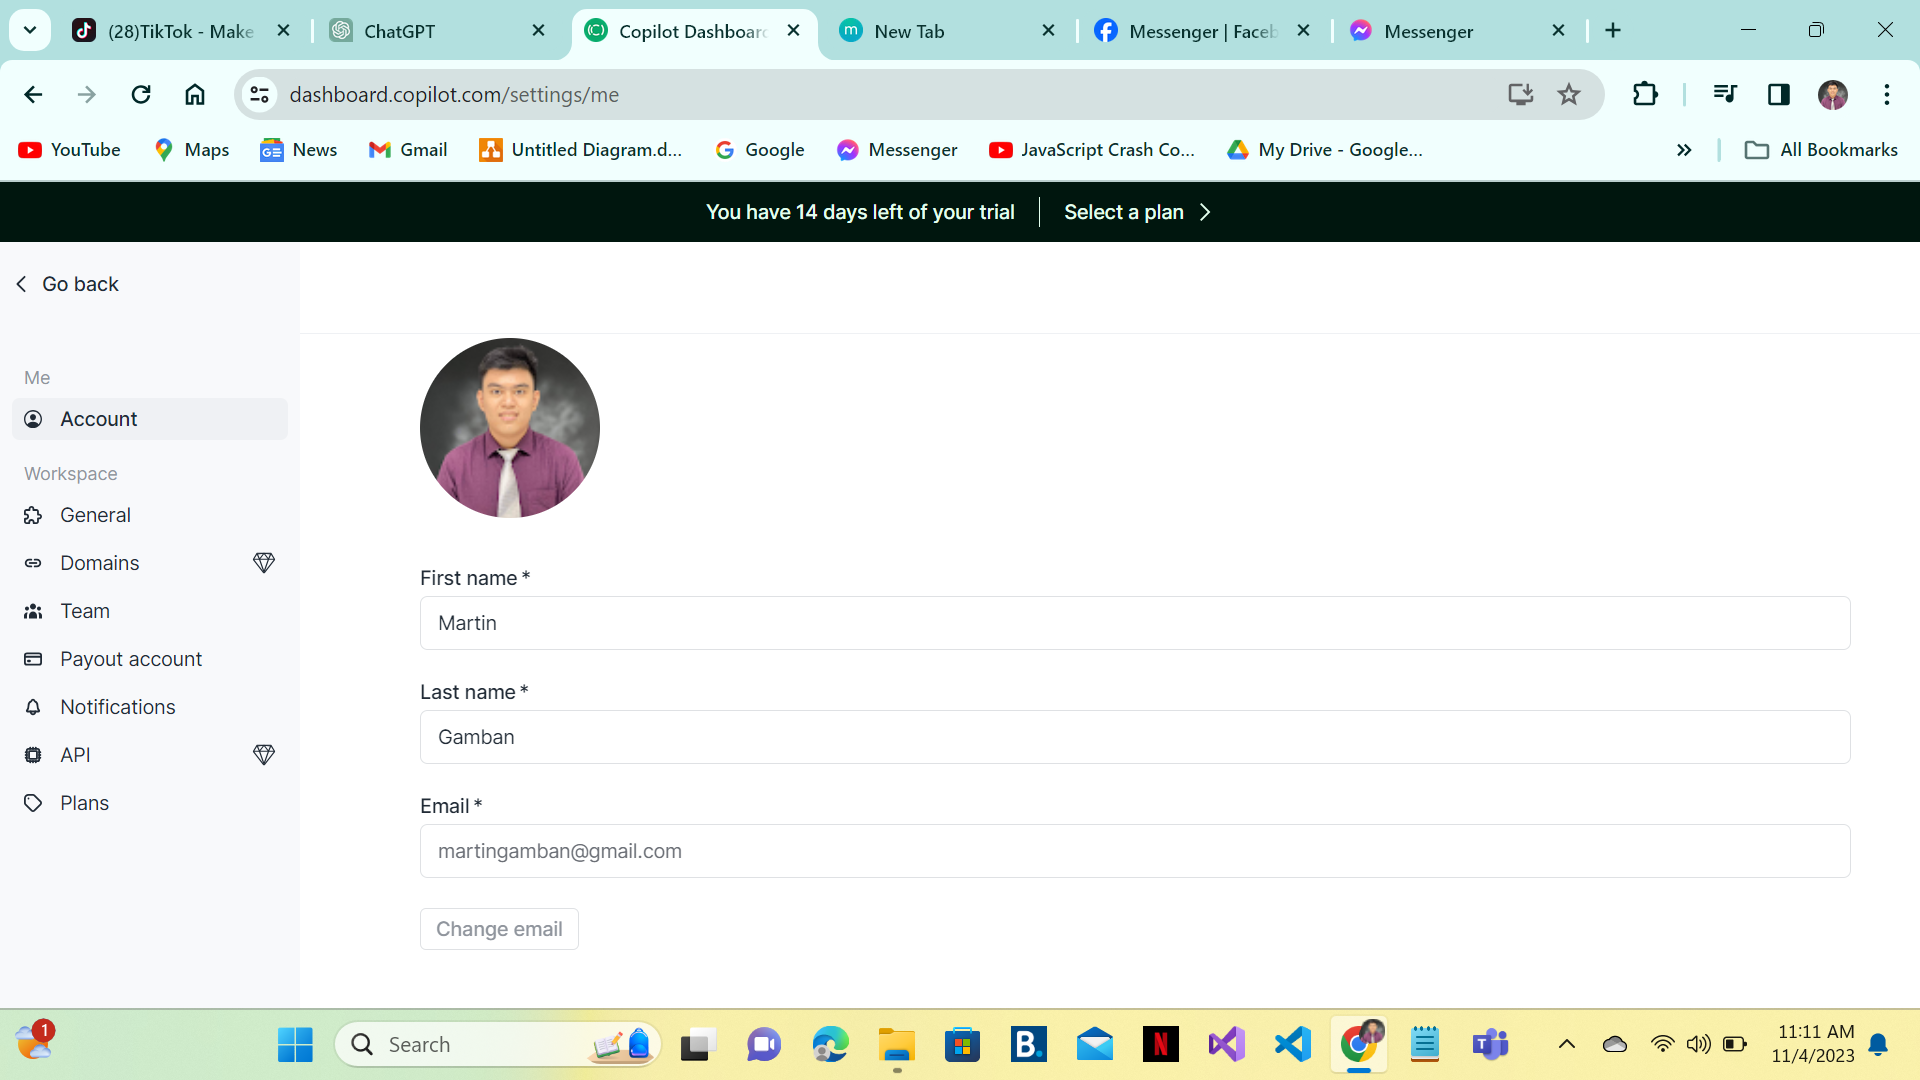 (28)TikTok - Make
ChatGPT
Copilot Dashboard
New Tab
Messenger | Faceb
Messenger
dashboard.copilot.com/settings/me
YouTube
Maps
News
Gmail
Untitled Diagram.d...
Google
Messenger
JavaScript Crash Co...
My Drive - Google...
All Bookmarks
You have 14 days left of your trial
Select a plan
Go back
Me
Account
Workspace
General
Domains
Team
Payout account
Notifications
API
Plans
First name *
Martin
Last name *
Gamban
Email *
martingamban@gmail.com
Change email
1
Search
11:11 AM
11/4/2023